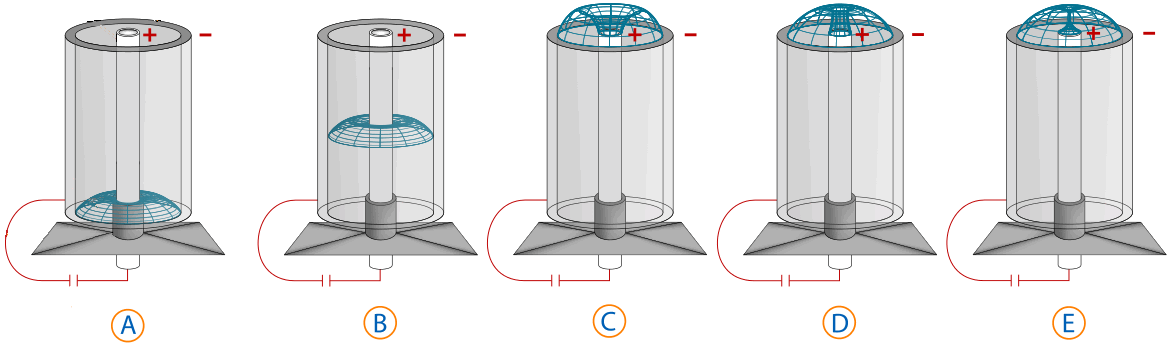 + − + − + − + − + −
A B C D E